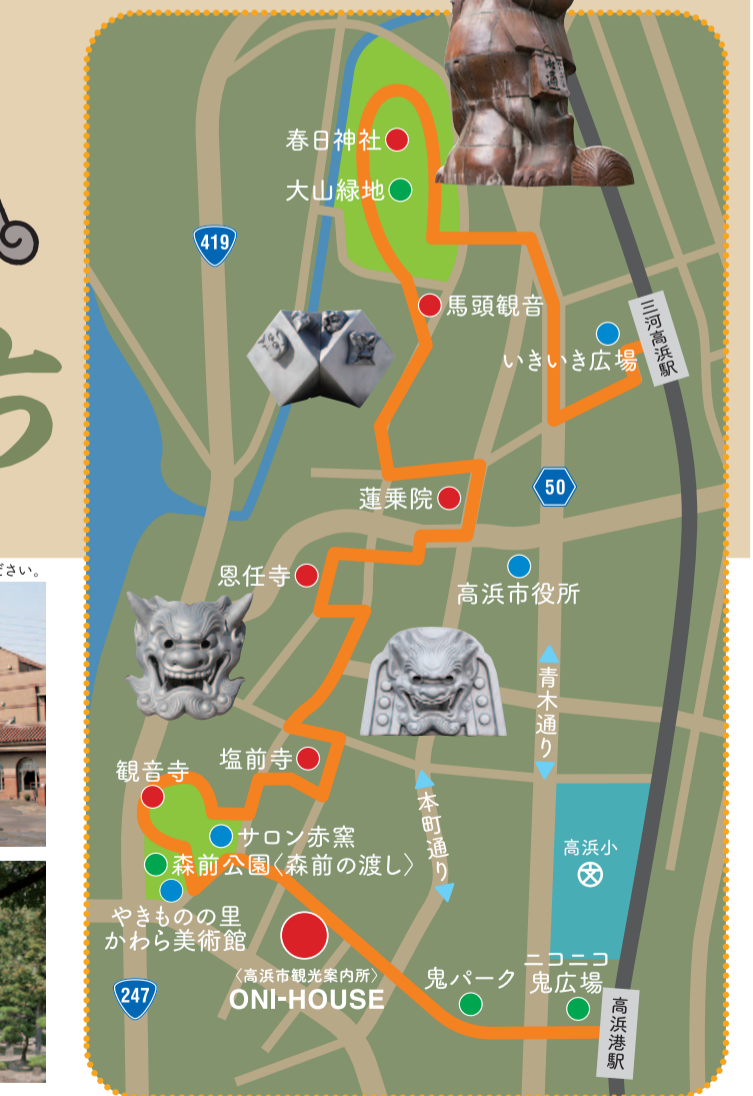 春日神社
大山緑地
419
馬頭観音
三河高浜駅
いきいき広場
蓮乗院
50
恩任寺
高浜市役所
ださい。
青木通り
塩前寺
観音寺
本町通り
サロン赤窯
高浜小
森前公園〈森前の渡し〉
やきものの里
かわら美術館
〈高浜市観光案内所〉
ONI-HOUSE
鬼パーク
ニコニコ
鬼広場
247
高浜港駅